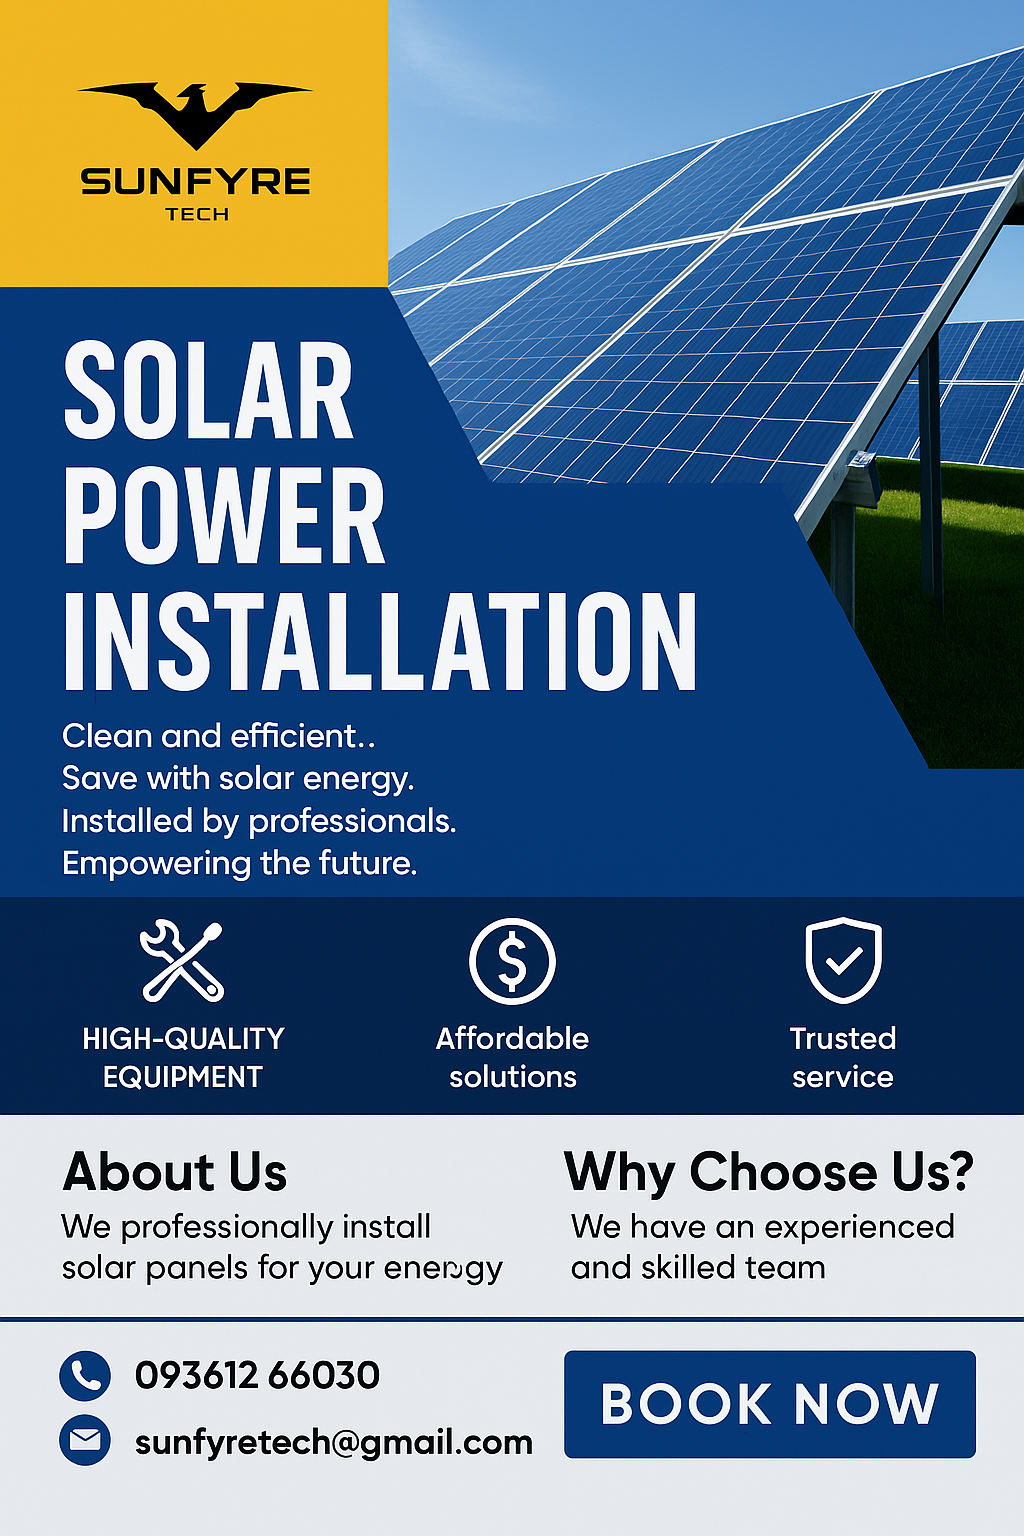 SUNFYRE
TECH
SOLAR
POWER
INSTALLATION
Clean and efficient..
Save with solar energy.
Installed by professionals.
Empowering the future.
HIGH-QUALITY
EQUIPMENT
Affordable
solutions
Trusted
service
About Us
We professionally install
solar panels for your
Why Choose Us?
We have an experienced
and skilled team
093612 66030
sunfyretech@gmail.com
BOOK NOW